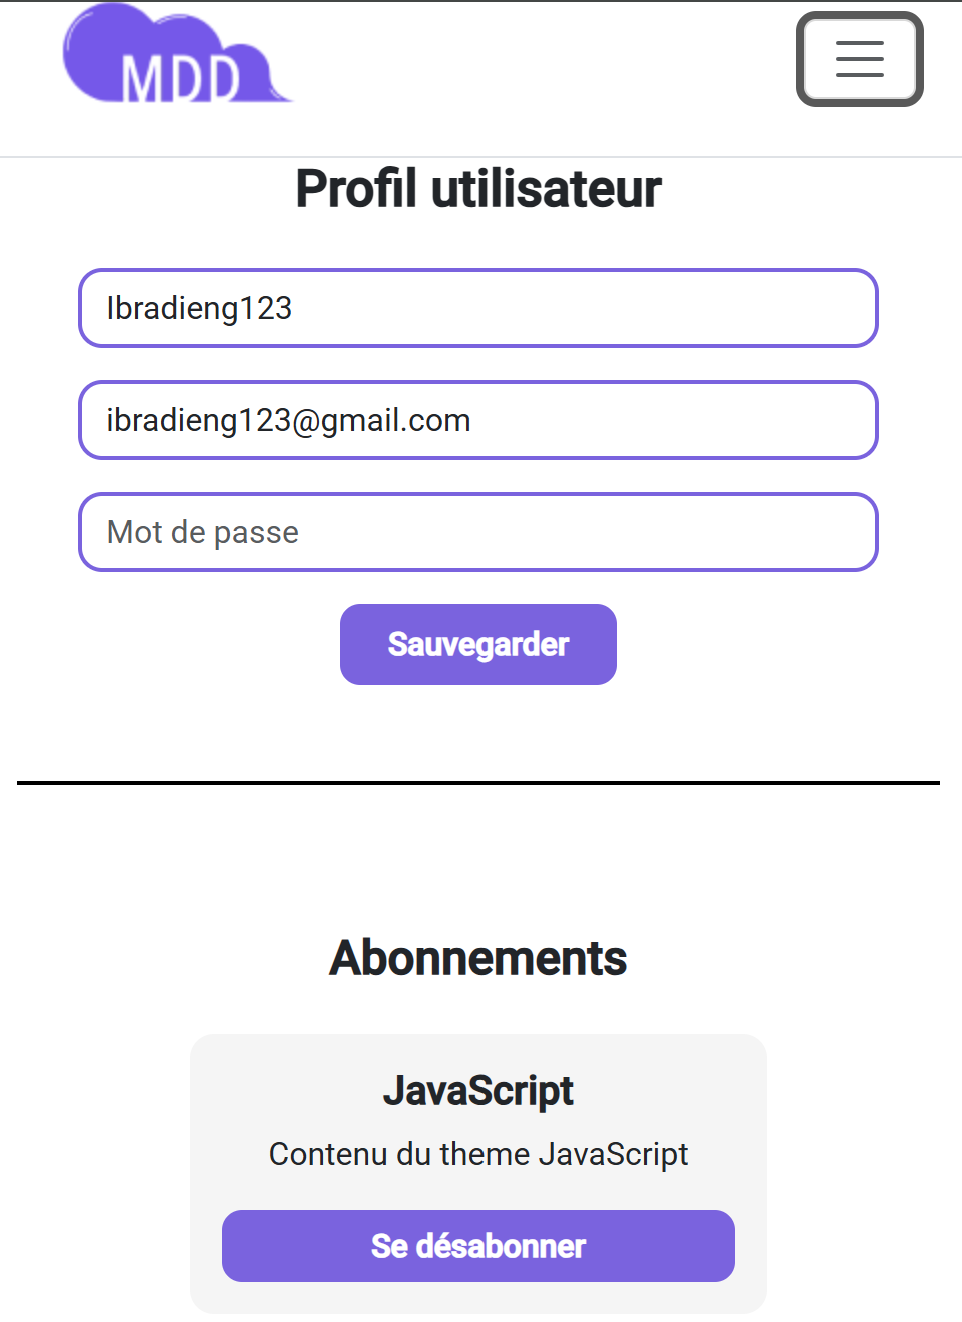 MDD
Profil utilisateur
Ibradieng123
ibradieng123@gmail.com
Mot de passe
Sauvegarder
Abonnements
JavaScript
Contenu du theme JavaScript
Se désabonner